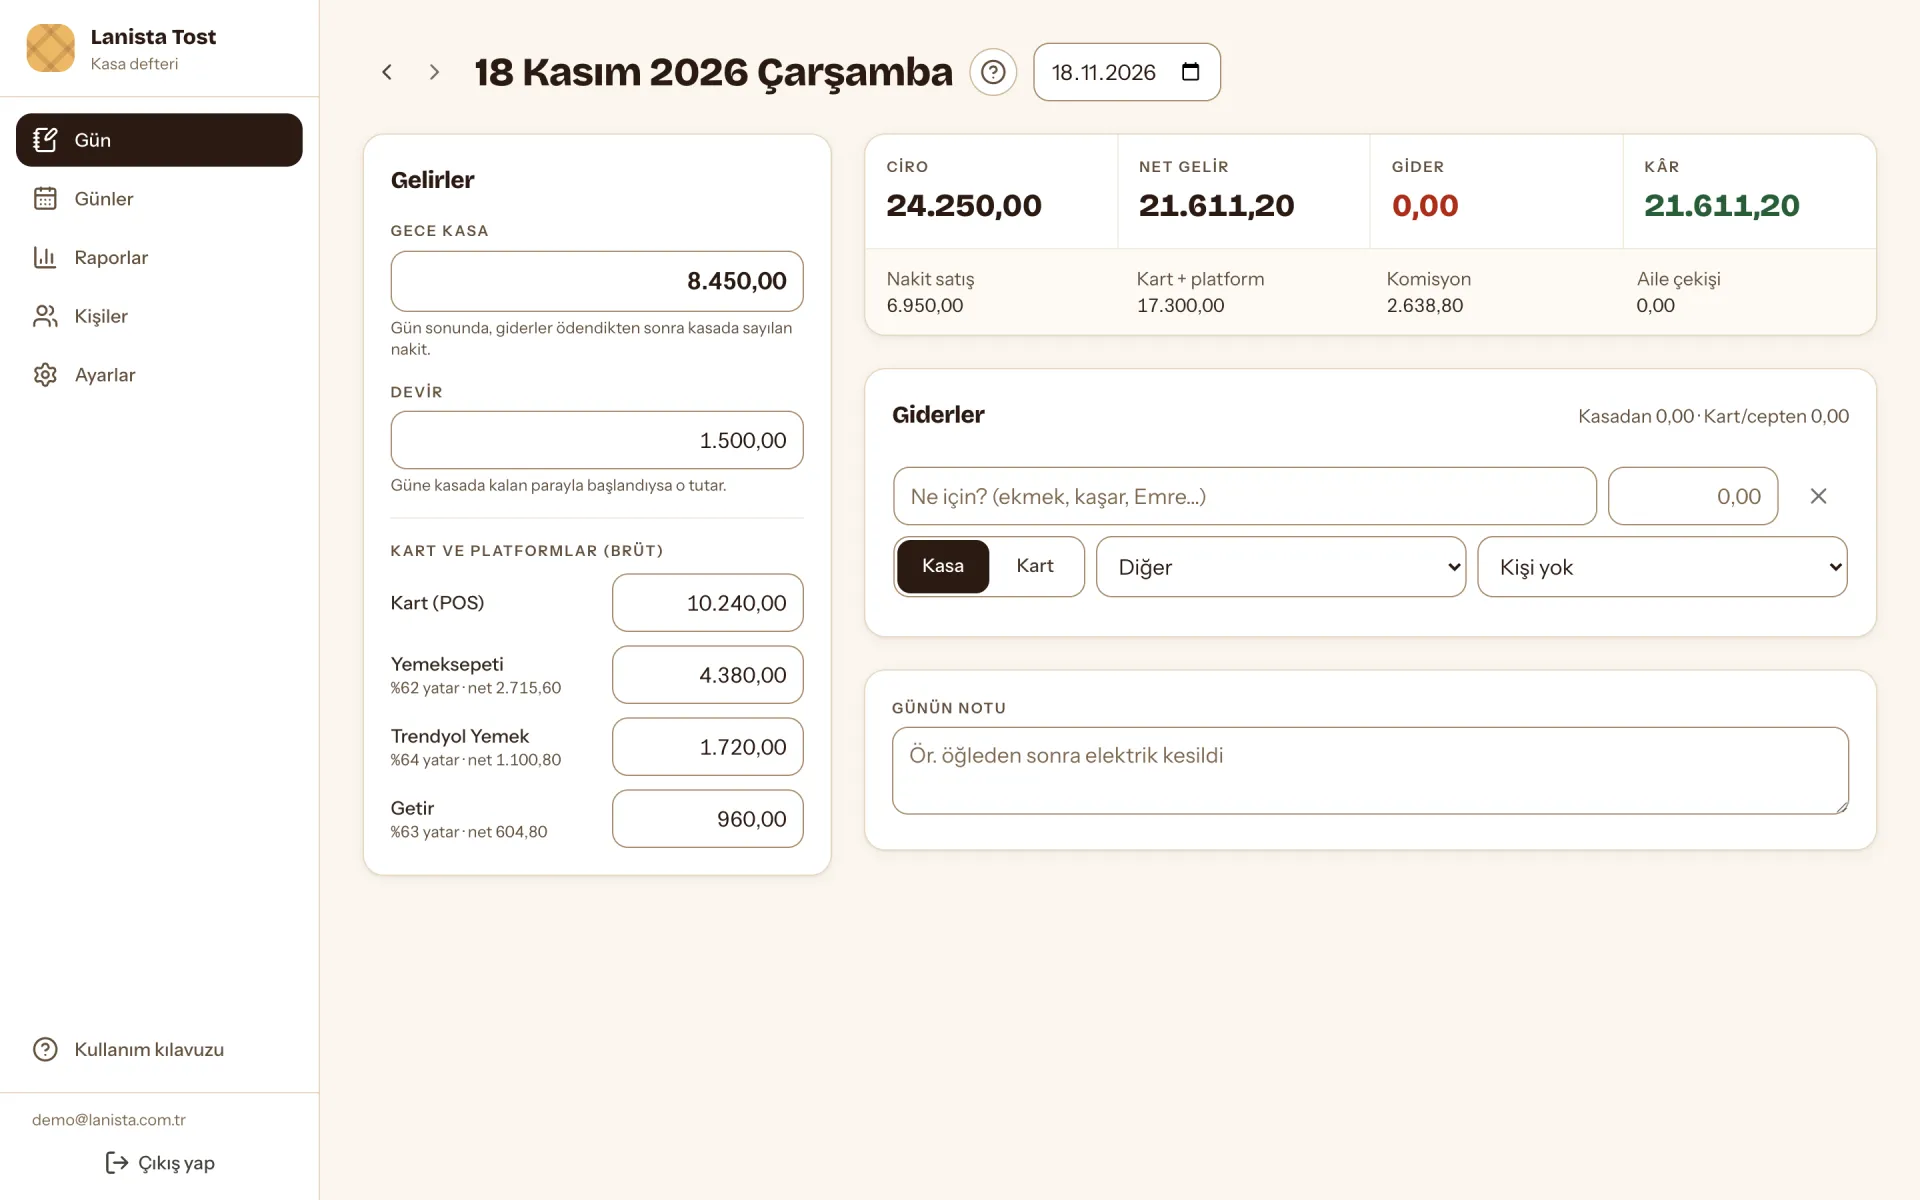 Lanista Tost
Kasa defteri
Gün
Günler
Raporlar
Kişiler
Ayarlar
Kullanım kılavuzu
demo@lanista.com.tr
Çıkış yap
18 Kasım 2026 Çarşamba
18.11.2026
Gelirler
GECE KASA
8.450,00
Gün sonunda, giderler ödendikten sonra kasada sayılan
nakit.
DEVİR
1.500,00
Güne kasada kalan parayla başlandıysa o tutar.
KART VE PLATFORMLAR (BRÜT)
Kart (POS)
10.240,00
Yemeksepeti
%62 yatar · net 2.715,60
4.380,00
Trendyol Yemek
%64 yatar · net 1.100,80
1.720,00
Getir
%63 yatar · net 604,80
960,00
CİRO
24.250,00
NET GELİR
21.611,20
GİDER
0,00
KÂR
21.611,20
Nakit satış
6.950,00
Kart + platform
17.300,00
Komisyon
2.638,80
Aile çekişi
0,00
Giderler
Kasadan 0,00 · Kart/cepten 0,00
Ne için? (ekmek, kaşar, Emre...)
0,00
Kasa
Kart
Diğer
Kişi yok
GÜNÜN NOTU
Ör. öğleden sonra elektrik kesildi